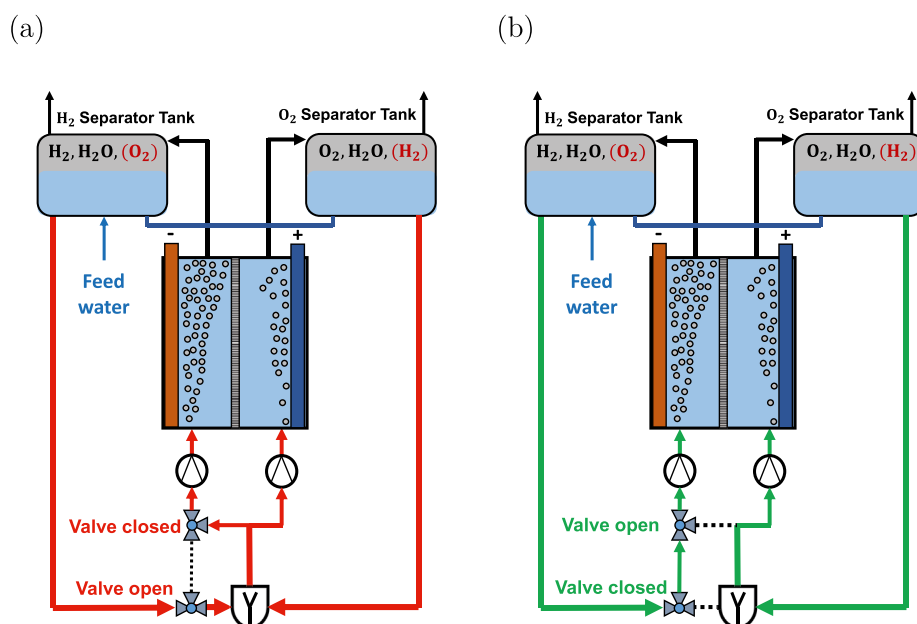 (a)
H₂ Separator Tank
O₂ Separator Tank
H₂, H₂O, (O₂)
O₂, H₂O, (H₂)
- +
Feed
water
Valve closed
Valve open
(b)
H₂ Separator Tank
O₂ Separator Tank
H₂, H₂O, (O₂)
O₂, H₂O, (H₂)
- +
Feed
water
Valve open
Valve closed